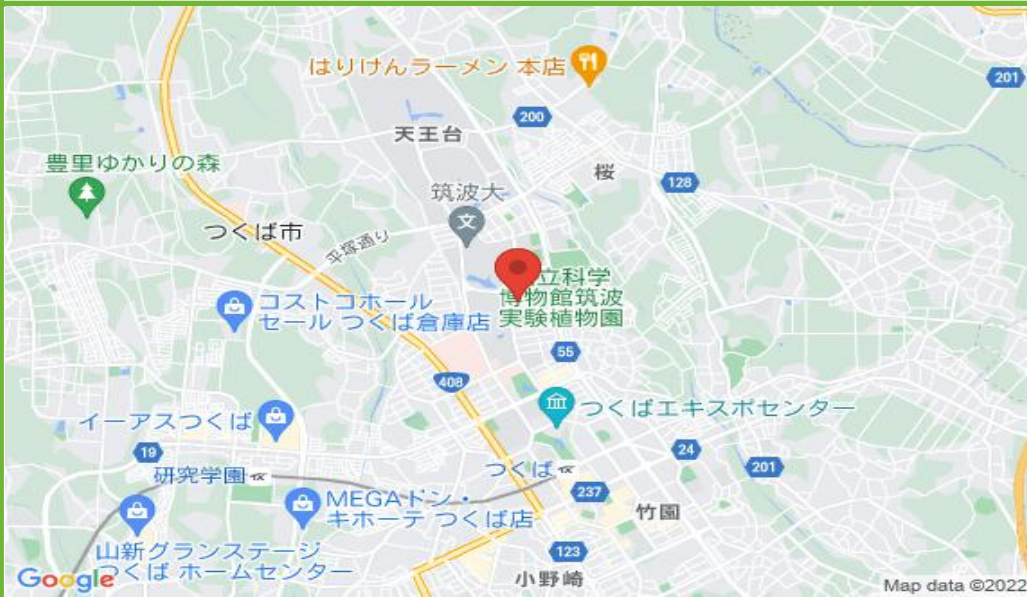 はりけんラーメン 本店
201
200
天王台
豊里ゆかりの森
桜
128
筑波大
文
つくば市
平塚通り
立科学
博物館筑波
実験植物園
コストコホール
セール つくば倉庫店
55
408
つくばエキスポセンター
イーアスつくば
19
24
201
研究学園
つくば
237
MEGAドン・
キホーテ つくば店
竹園
山新グランステージ
つくば ホームセンター
123
小野崎
Google
Map data ©2022